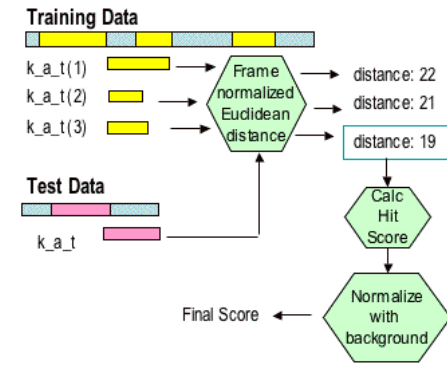 Training Data
k_a_t(1)
k_a_t(2)
k_a_t(3)
Frame
normalized
Euclidean
distance
distance: 22
distance: 21
distance: 19
Test Data
k_a_t
Calc
Hit
Score
Normalize
with
background
Final Score